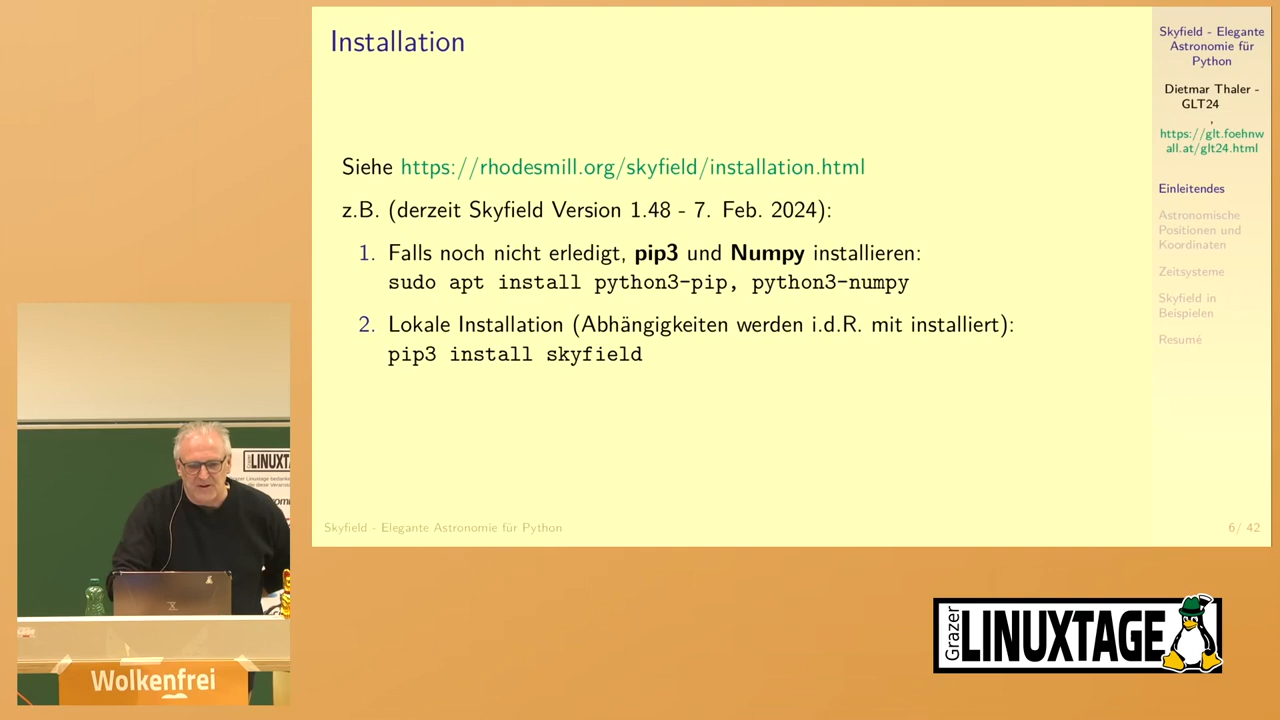 Installation
Siehe https://rhodesmill.org/skyfield/installation.html
z.B. (derzeit Skyfield Version 1.48 - 7. Feb. 2024):
1. Falls noch nicht erledigt, pip3 und Numpy installieren:
sudo apt install python3-pip, python3-numpy
2. Lokale Installation (Abhängigkeiten werden i.d.R. mit installiert):
pip3 install skyfield
Skyfield - Elegante Astronomie für Python
6/ 42
Skyfield - Elegante
Astronomie für
Python
Dietmar Thaler -
GLT24
,
https://glt.foehnw
all.at/glt24.html
Einleitendes
Astronomische
Positionen und
Koordinaten
Zeitsysteme
Skyfield in
Beispielen
Resumé
LINUXTA
Wolkenfrei
Grazer
LINUXTAGE